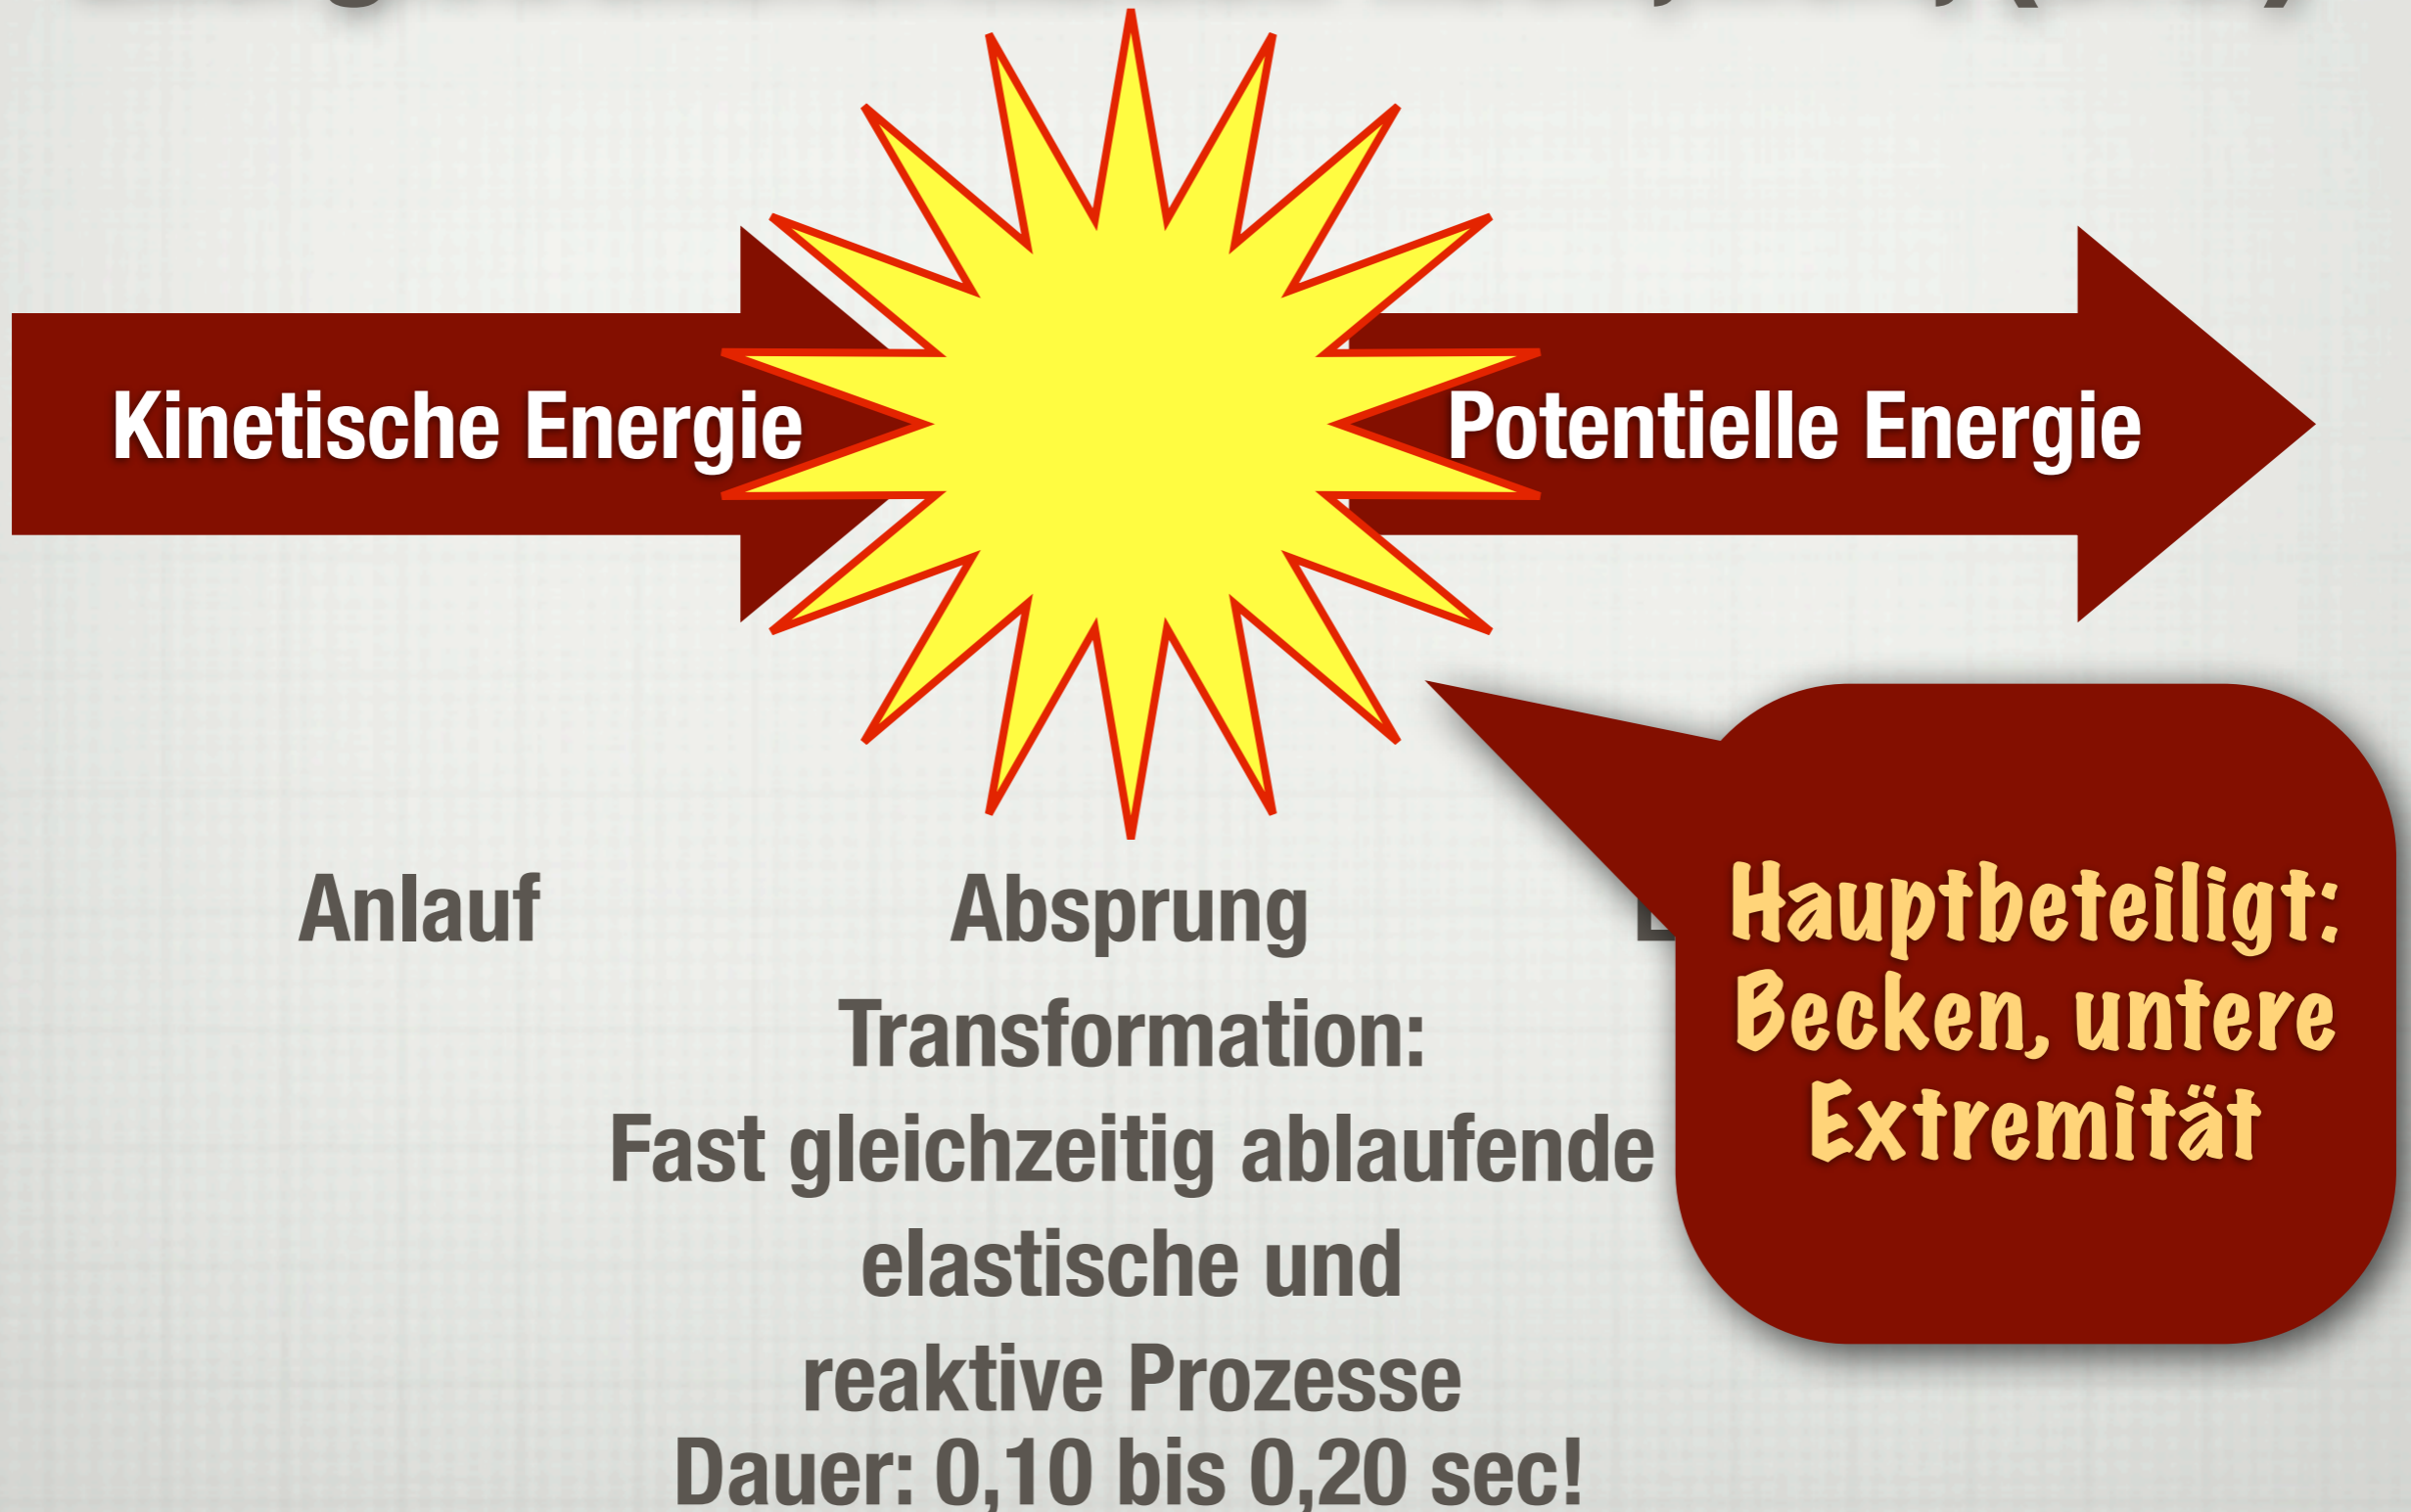 Kinetische Energie
Potentielle Energie
Anlauf
Absprung
Transformation:
Fast gleichzeitig ablaufende
elastische und
reaktive Prozesse
Dauer: 0,10 bis 0,20 sec!
Hauptbeteiligt:
Becken, untere
Extremität